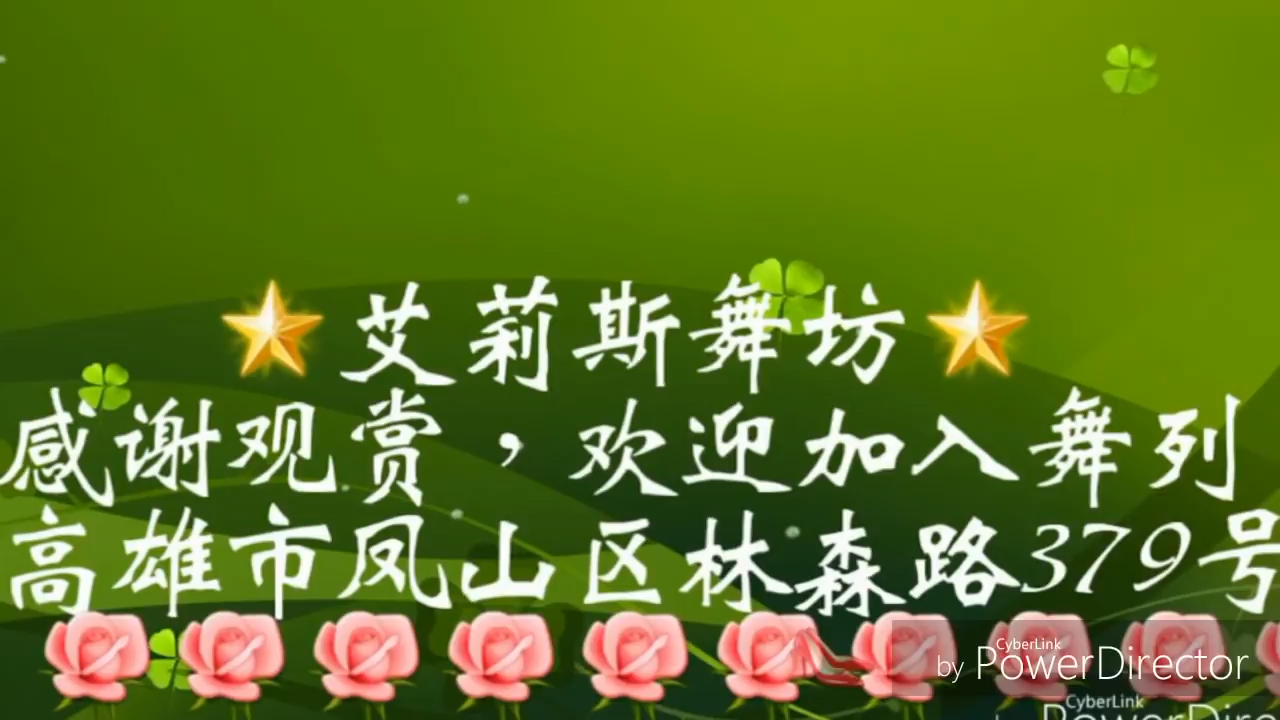 艾莉斯舞坊
感谢观赏，欢迎加入舞列
高雄市凤山区林森路379号
CyberLink
by PowerDirector
CyberLink